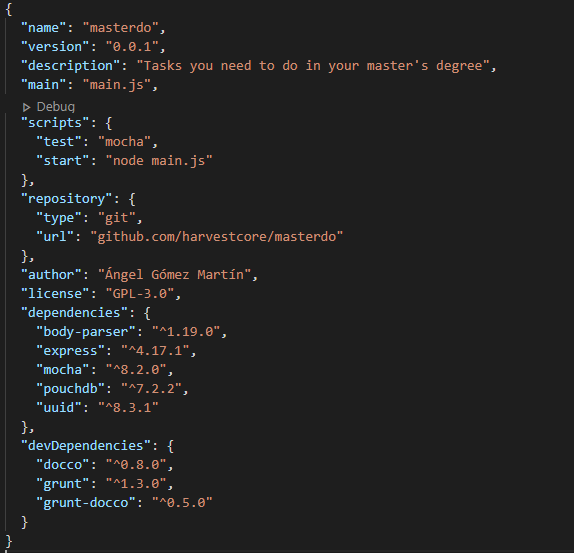 {
  "name": "masterdo",
  "version": "0.0.1",
  "description": "Tasks you need to do in your master's degree",
  "main": "main.js",
  Debug
  "scripts": {
    "test": "mocha",
    "start": "node main.js"
  },
  "repository": {
    "type": "git",
    "url": "github.com/harvestcore/masterdo"
  },
  "author": "Ángel Gómez Martín",
  "license": "GPL-3.0",
  "dependencies": {
    "body-parser": "^1.19.0",
    "express": "^4.17.1",
    "mocha": "^8.2.0",
    "pouchdb": "^7.2.2",
    "uuid": "^8.3.1"
  },
  "devDependencies": {
    "docco": "^0.8.0",
    "grunt": "^1.3.0",
    "grunt-docco": "^0.5.0"
  }
}